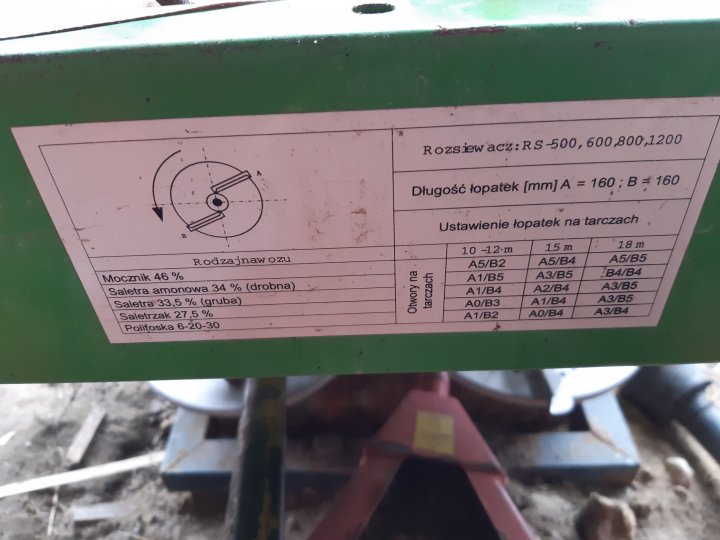 A
B
Rozsiewacz:RS-500,600,800,1200
Długość łopatek [mm] A = 160 ; B = 160
Ustawienie łopatek na tarczach
Rodzajnawozu
Otwory na tarczach
10 -12 m 15 m 18 m
Mocznik 46 % A5/B2 A5/B4 A5/B5
Saletra amonowa 34 % (drobna) A1/B5 A3/B5 B4/B4
Saletra 33,5 % (gruba) A1/B4 A2/B4 A3/B5
Saletrzak 27,5 % A0/B3 A1/B4 A3/B5
Polifoska 6-20-30 A1/B2 A0/B4 A3/B4